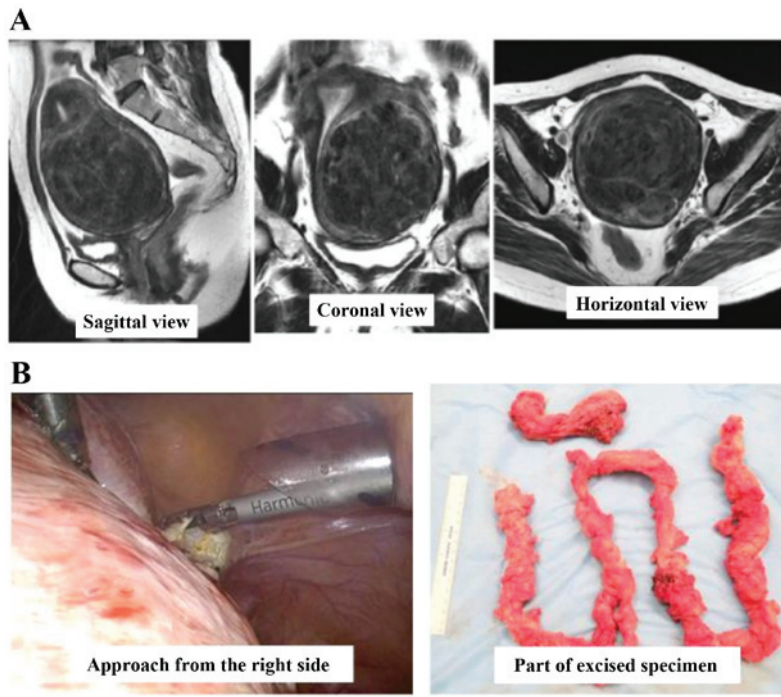 A
Sagittal view
Coronal view
Horizontal view
B
Harmonic
Approach from the right side
Part of excised specimen